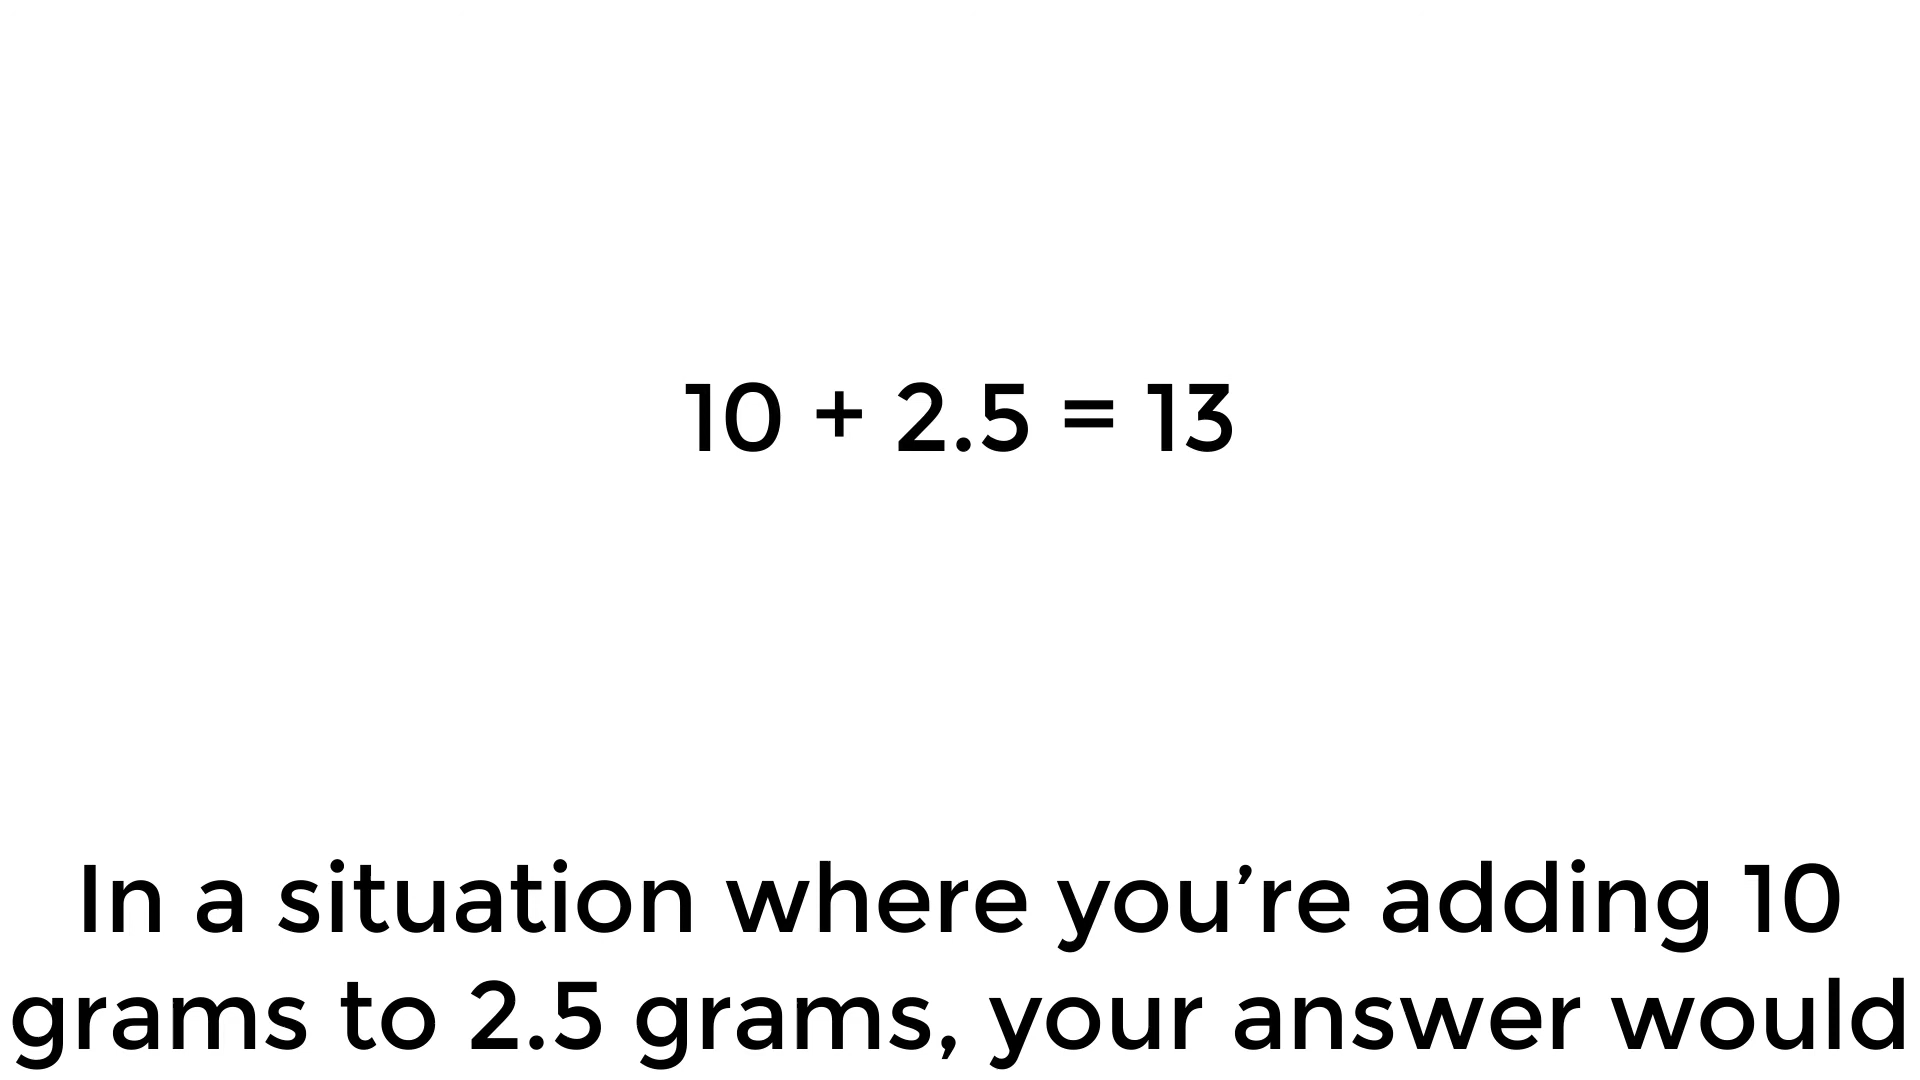 10 + 2.5 = 13
In a situation where you’re adding 10
grams to 2.5 grams, your answer would